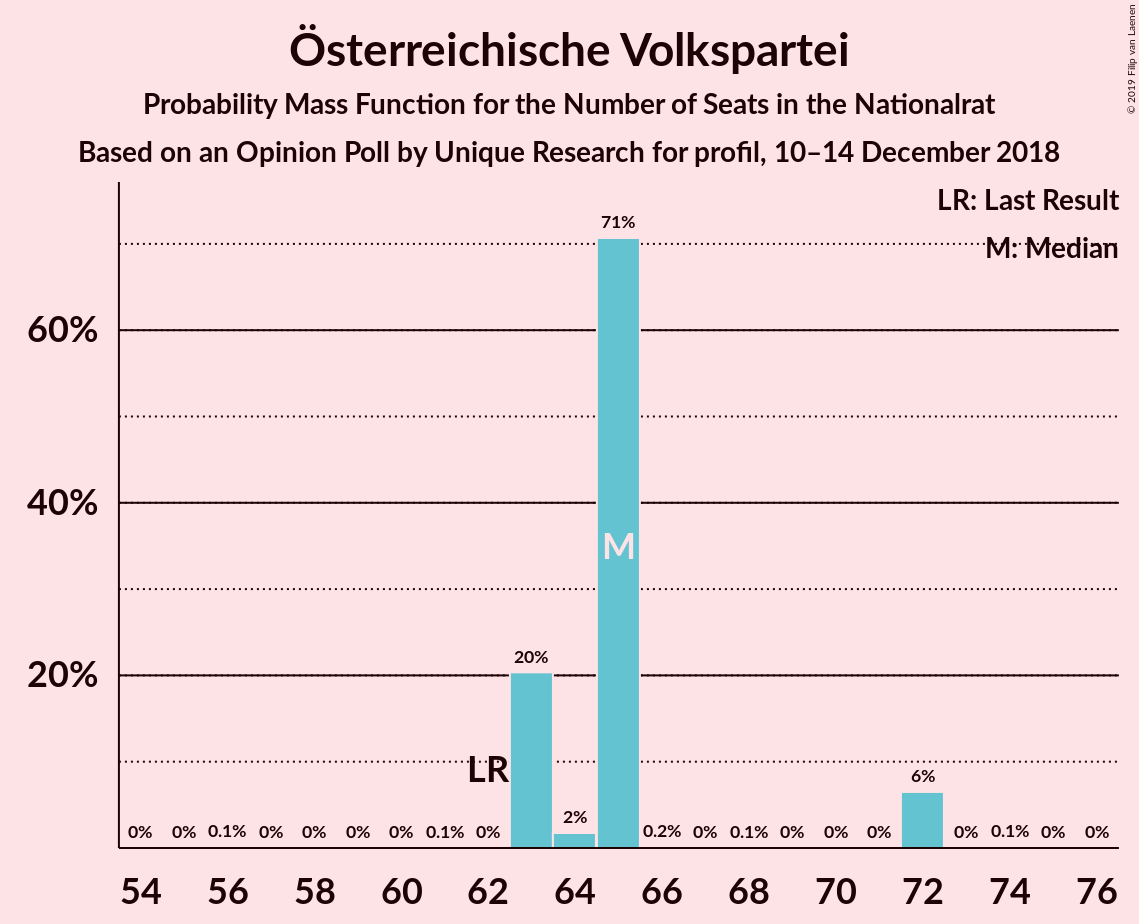 Österreichische Volkspartei
Probability Mass Function for the Number of Seats in the Nationalrat
Based on an Opinion Poll by Unique Research for profil, 10–14 December 2018
© 2019 Filip van Laenen
LR: Last Result
M: Median
71%
60%
M
40%
20%
20%
LR
6%
2%
0% 0% 0.1% 0% 0% 0% 0% 0.1% 0% 0.2% 0% 0.1% 0% 0% 0% 0% 0.1% 0% 0%
54 56 58 60 62 64 66 68 70 72 74 76